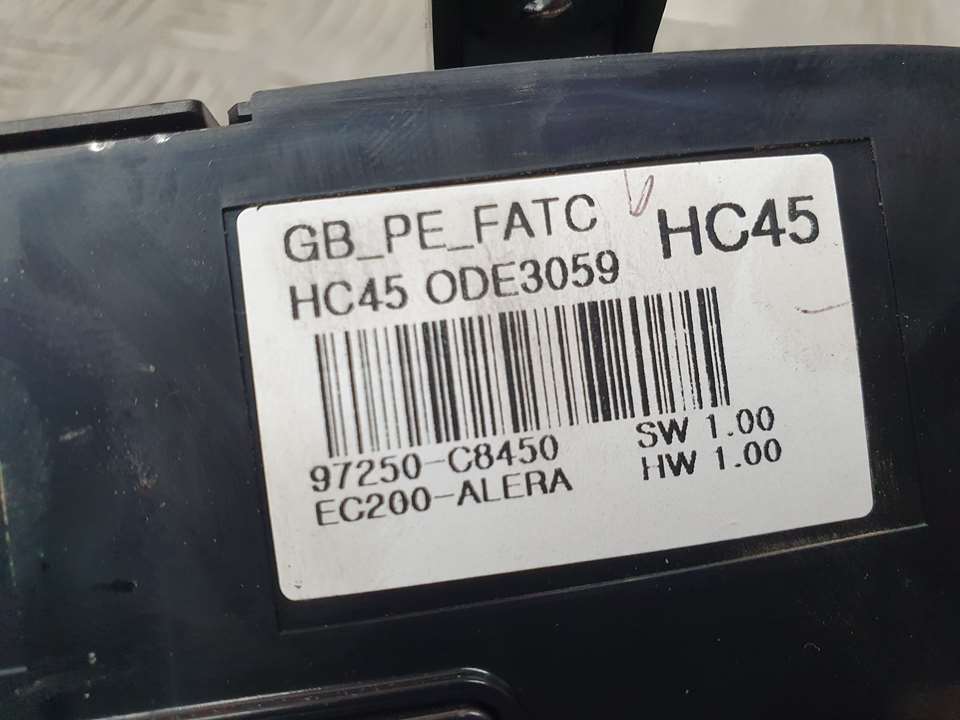 GB_PE_FATC
HC45
HC45 ODE3059
97250-C8450
SW 1.00
EC200-ALERA
HW 1.00